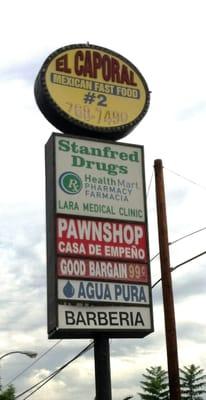 EL CAPORAL
MEXICAN FAST FOOD
#2
768-7490
Stanfred
Drugs
HealthMart
PHARMACY
FARMACIA
LARA MEDICAL CLINIC
PAWNSHOP
CASA DE EMPEÑO
GOOD BARGAIN 99¢
AGUA PURA
BARBERIA